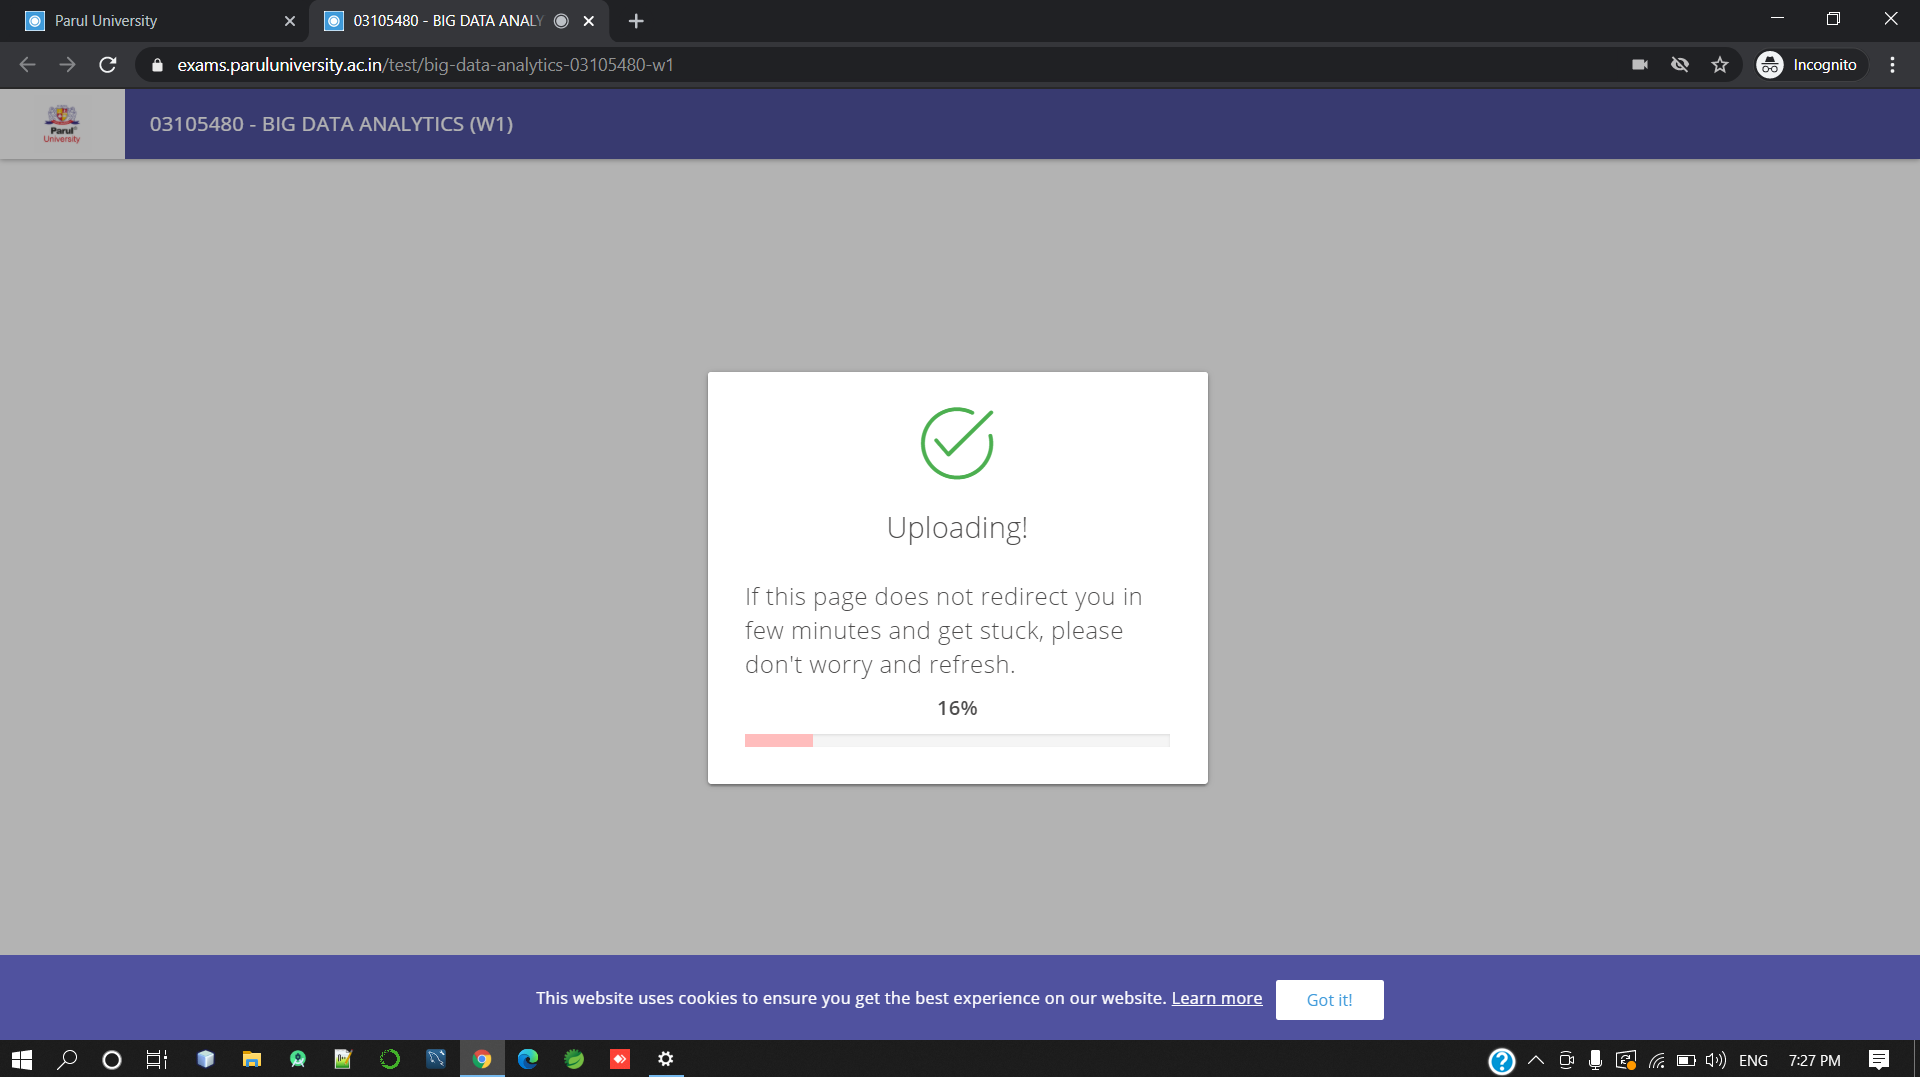 Parul University
03105480 - BIG DATA ANALY
exams.paruluniversity.ac.in/test/big-data-analytics-03105480-w1
Incognito
Parul
University
03105480 - BIG DATA ANALYTICS (W1)
Uploading!
If this page does not redirect you in
few minutes and get stuck, please
don't worry and refresh.
16%
This website uses cookies to ensure you get the best experience on our website. Learn more
Got it!
ENG
7:27 PM